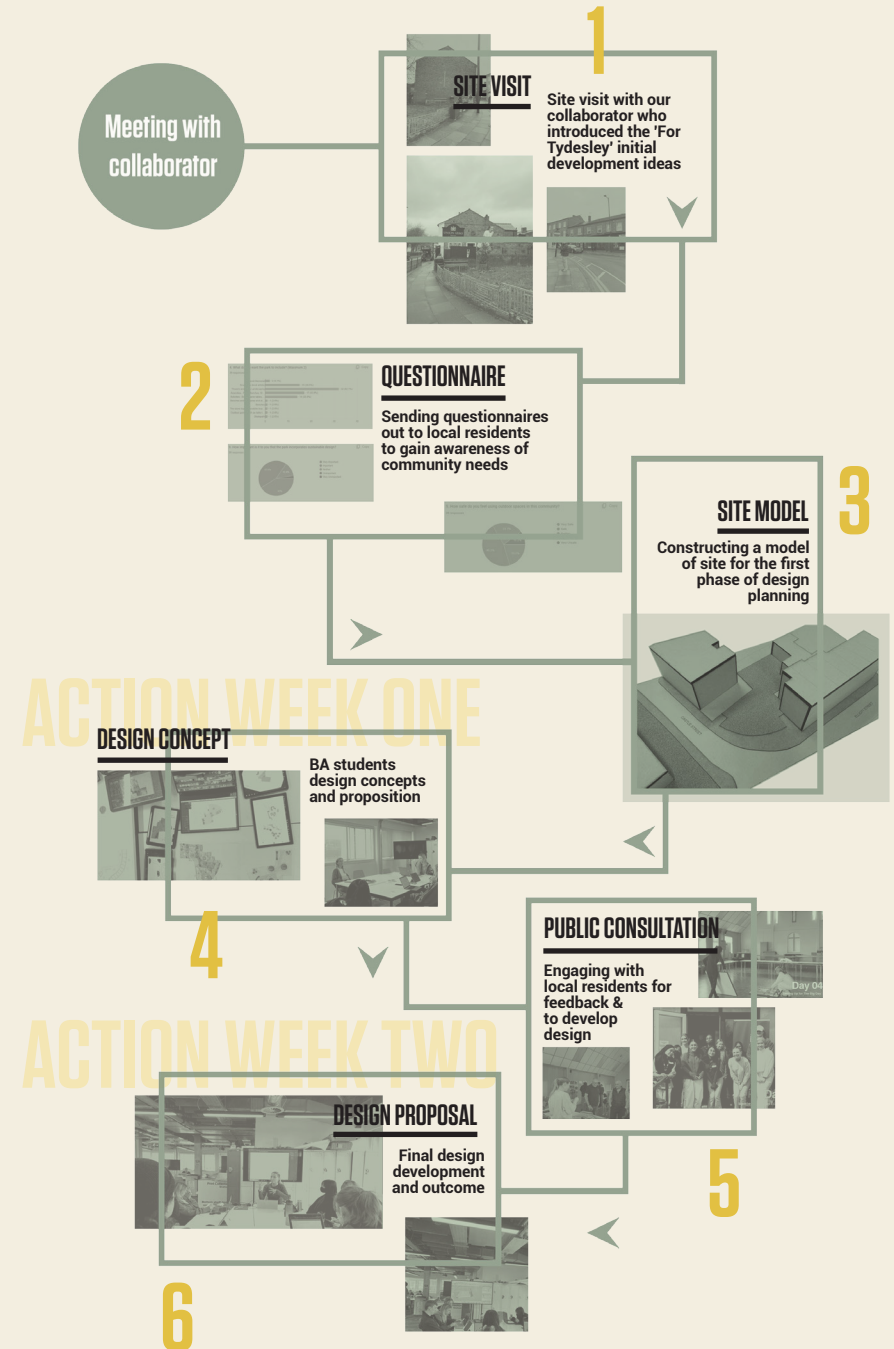 1
Meeting with
collaborator
SITE VISIT
Site visit with our
collaborator who
introduced the 'For
Tydesley' initial
development ideas
2
QUESTIONNAIRE
Sending questionnaires
out to local residents
to gain awareness of
community needs
3
SITE MODEL
Constructing a model
of site for the first
phase of design
planning
ACTION WEEK ONE
DESIGN CONCEPT
BA students
design concepts
and proposition
4
PUBLIC CONSULTATION
Engaging with
local residents for
feedback &
to develop
design
Day 04
ACTION WEEK TWO
DESIGN PROPOSAL
Final design
development
and outcome
5
6